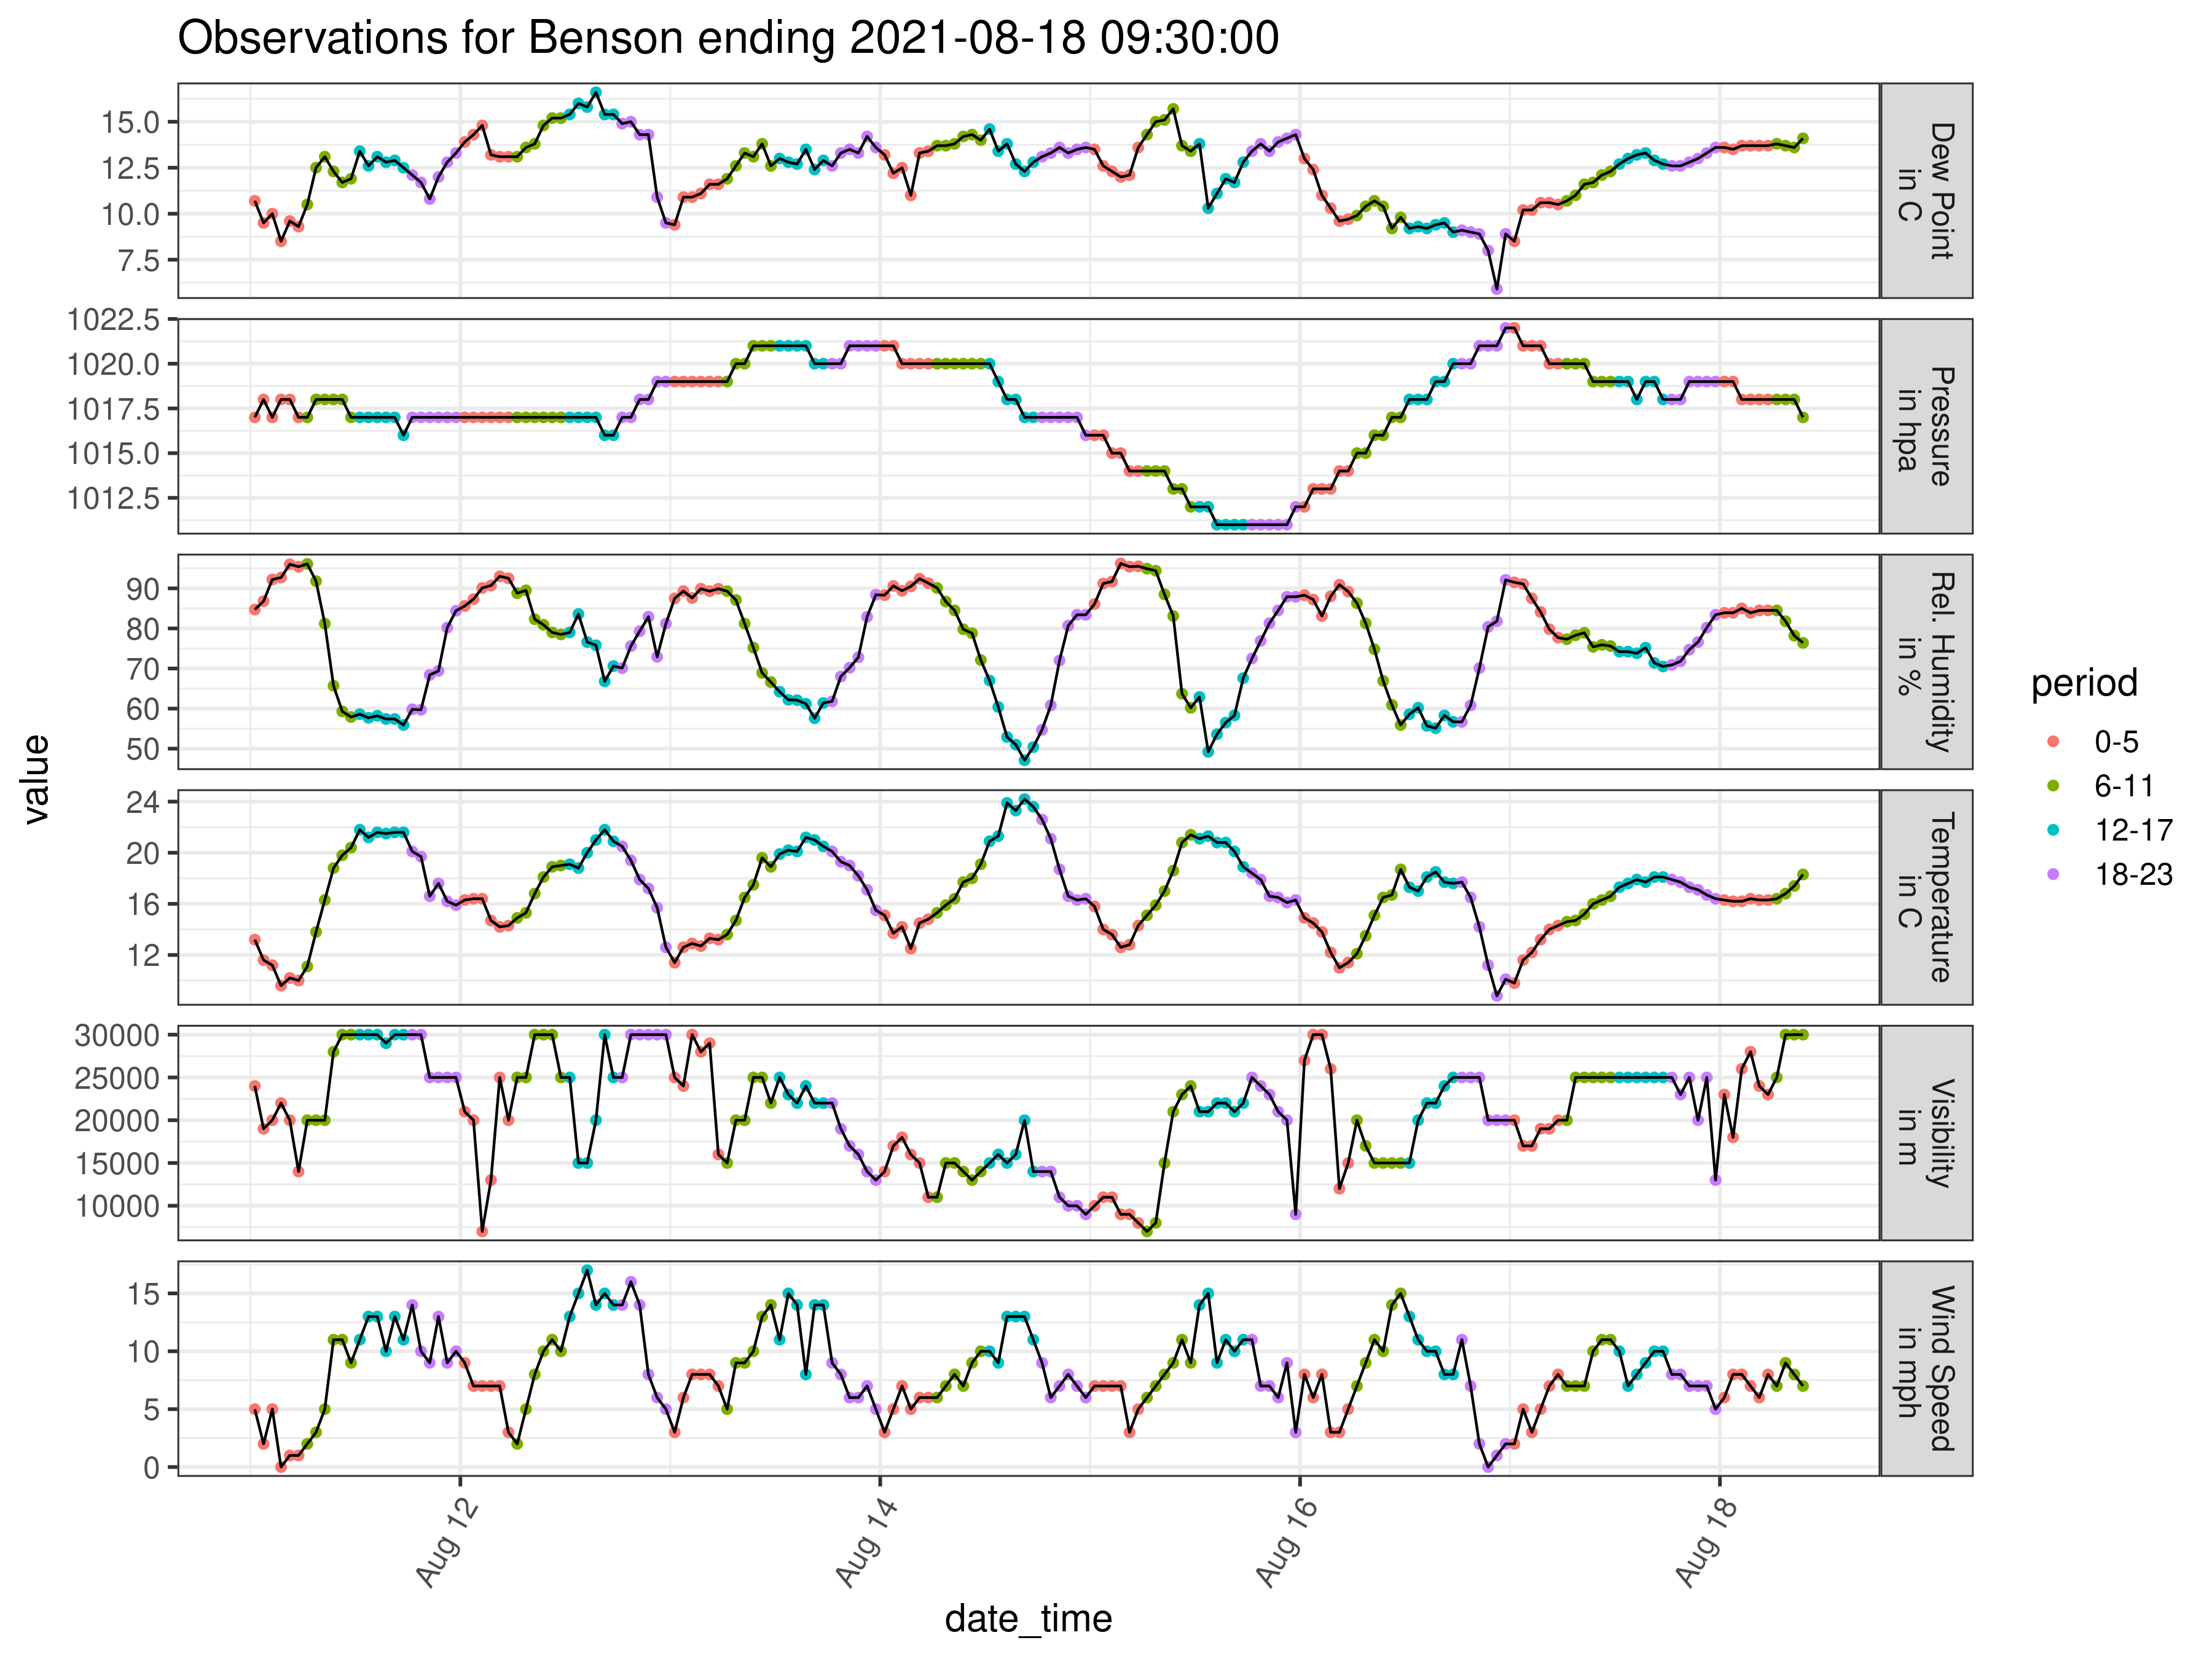 Observations for Benson ending 2021-08-18 09:30:00
value
15.0
12.5
10.0
7.5
Dew Point
in C
1022.5
1020.0
1017.5
1015.0
1012.5
Pressure
in hpa
90
80
70
60
50
Rel. Humidity
in %
24
20
16
12
Temperature
in C
30000
25000
20000
15000
10000
Visibility
in m
15
10
5
0
Wind Speed
in mph
Aug 12
Aug 14
Aug 16
Aug 18
date_time
period
0-5
6-11
12-17
18-23